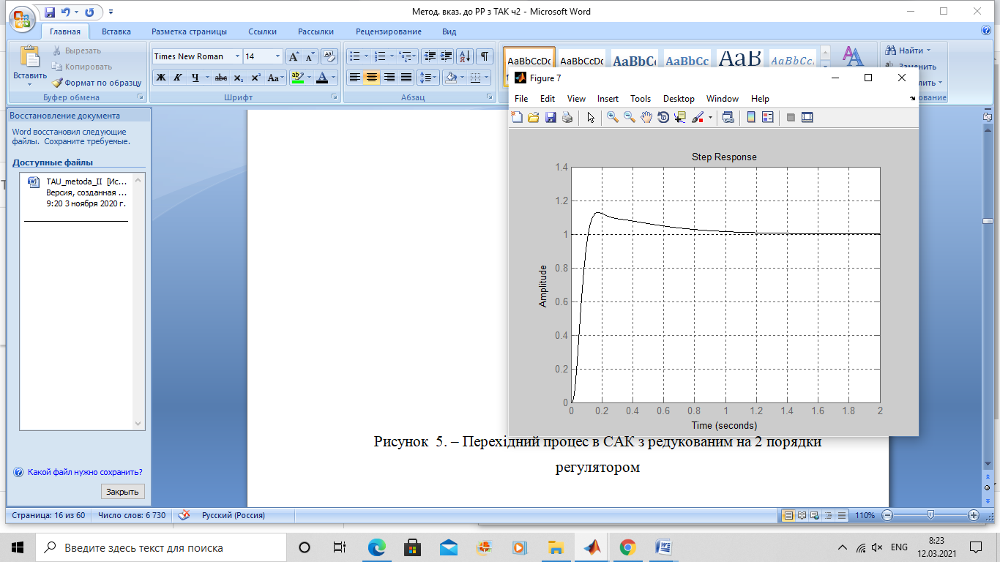 Метод. вказ. до РР з ТАК ч2 - Microsoft Word
Главная
Вставка
Разметка страницы
Ссылки
Рассылки
Рецензирование
Вид
Вставить
Вырезать
Копировать
Формат по образцу
Буфер обмена
Times New Roman
14
Ж К Ч abc x₂ x² Aa
Шрифт
Абзац
AaBbCcDc
AaBbCcDc
AaBbC
AaBbCc
AaB
AaBbCc.
Найти
Заменить
Восстановление документа
Word восстановил следующие
файлы. Сохраните требуемые.
Доступные файлы
TAU_metoda_II [Ис...
Версия, созданная ...
9:20 3 ноября 2020 г.
Какой файл нужно сохранить?
Закрыть
Figure 7
File Edit View Insert Tools Desktop Window Help
Step Response
Amplitude
1.4
1.2
1
0.8
0.6
0.4
0.2
0
0 0.2 0.4 0.6 0.8 1 1.2 1.4 1.6 1.8 2
Time (seconds)
Рисунок 5. – Перехідний процес в САК з редукованим на 2 порядки
регулятором
Страница: 16 из 60
Число слов: 6 730
Русский (Россия)
110%
Введите здесь текст для поиска
ENG
8:23
12.03.2021